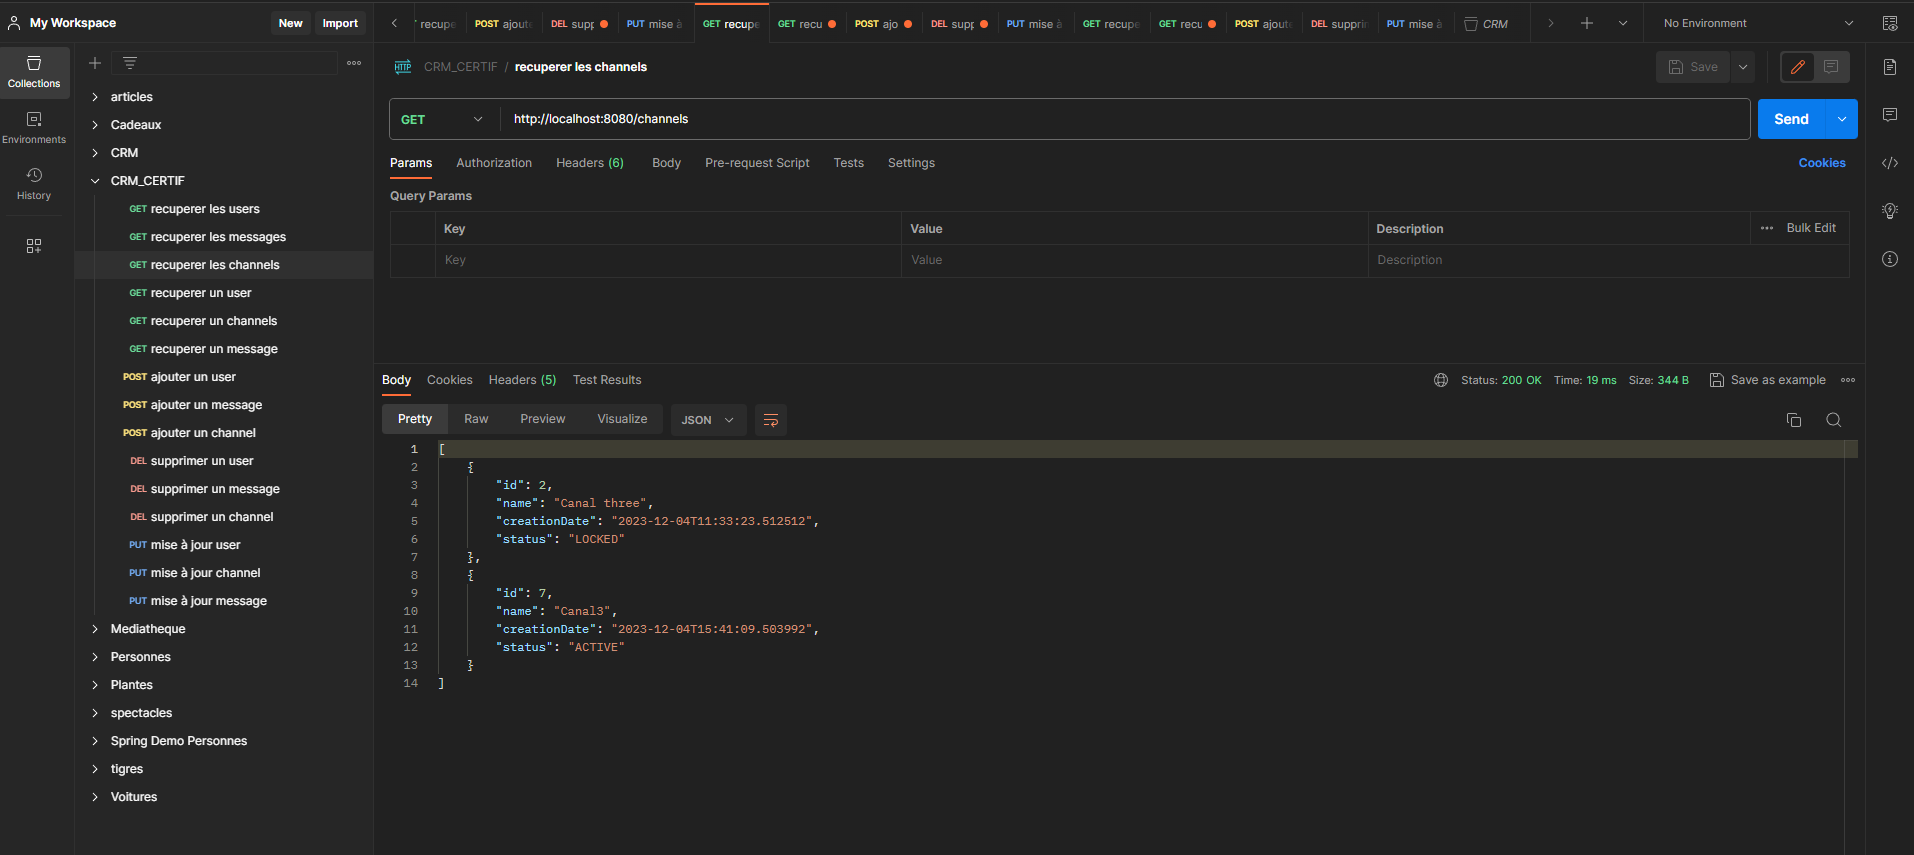 My Workspace
New
Import
recupe
POST ajout
DEL supp
PUT mise à
GET recupe
GET recu
POST ajo
DEL supp
PUT mise à
GET recupe
GET recu
POST ajout
DEL supprin
PUT mise à
CRM
No Environment
Collections
Environments
History
articles
Cadeaux
CRM
CRM_CERTIF
GET recuperer les users
GET recuperer les messages
GET recuperer les channels
GET recuperer un user
GET recuperer un channels
GET recuperer un message
POST ajouter un user
POST ajouter un message
POST ajouter un channel
DEL supprimer un user
DEL supprimer un message
DEL supprimer un channel
PUT mise à jour user
PUT mise à jour channel
PUT mise à jour message
Mediatheque
Personnes
Plantes
spectacles
Spring Demo Personnes
tigres
Voitures
HTTP CRM_CERTIF / recuperer les channels
Save
GET http://localhost:8080/channels
Send
Params Authorization Headers (6) Body Pre-request Script Tests Settings
Cookies
Query Params
Key Value Description Bulk Edit
Key Value Description
Body Cookies Headers (5) Test Results
Status: 200 OK Time: 19 ms Size: 344 B Save as example
Pretty Raw Preview Visualize JSON
1 [
2 {
3 "id": 2,
4 "name": "Canal three",
5 "creationDate": "2023-12-04T11:33:23.512512",
6 "status": "LOCKED"
7 },
8 {
9 "id": 7,
10 "name": "Canal3",
11 "creationDate": "2023-12-04T15:41:09.503992",
12 "status": "ACTIVE"
13 }
14 ]